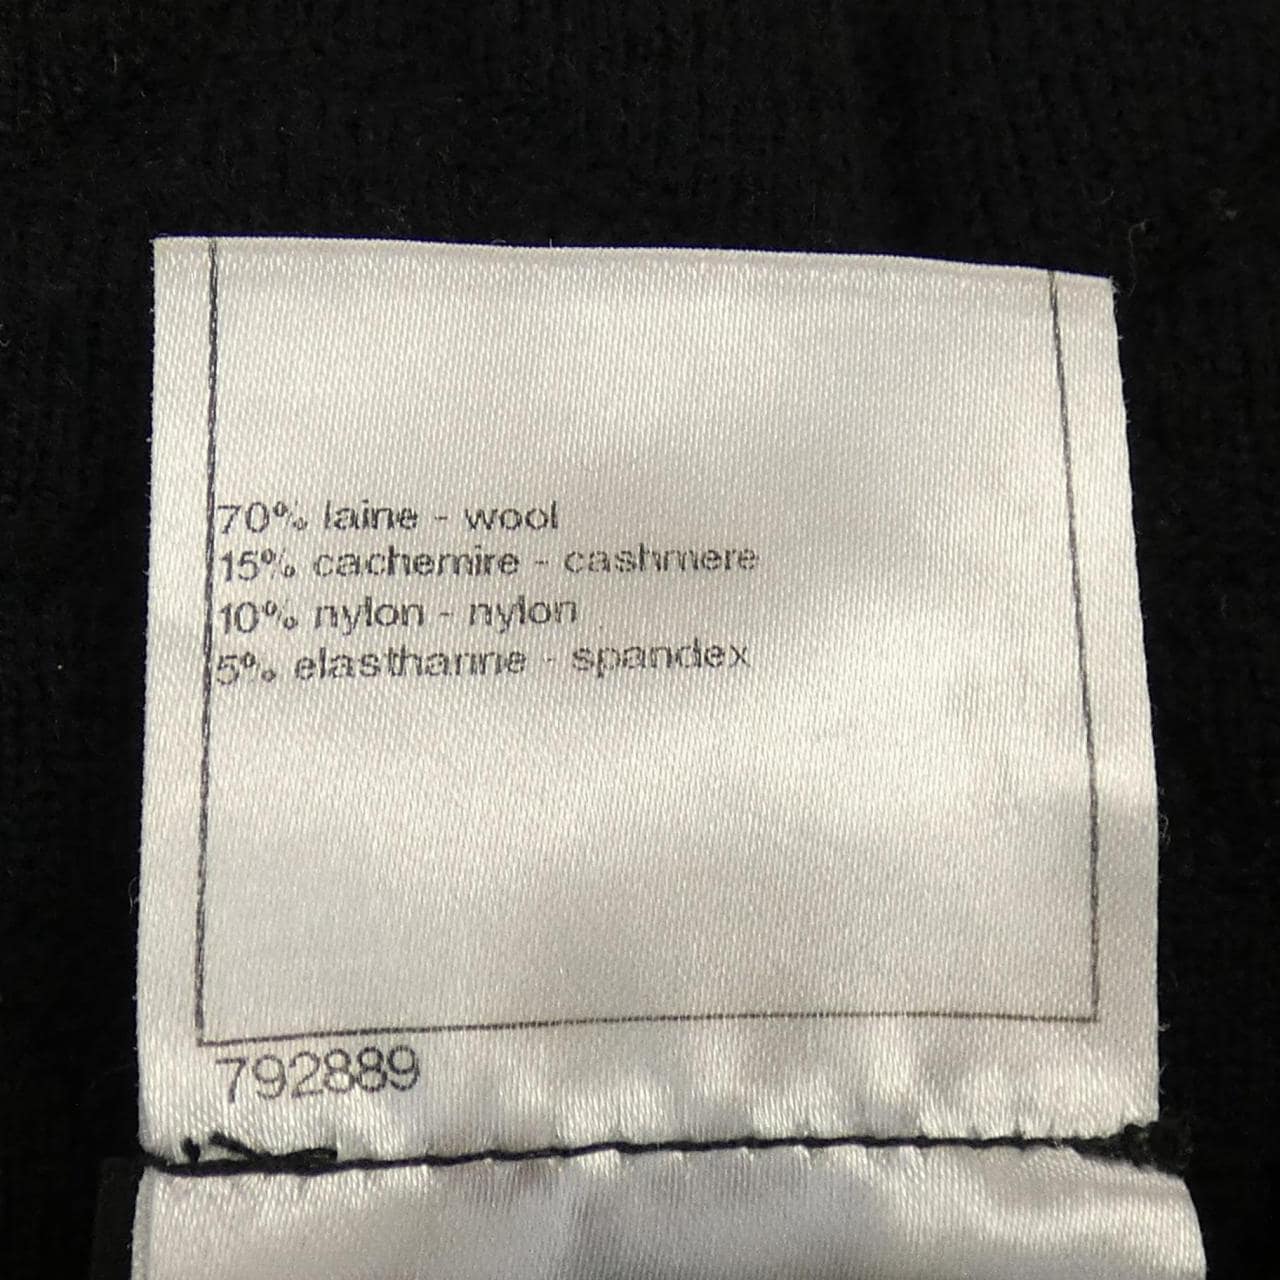 70% laine - wool
15% cachemire - cashmere
10% nylon - nylon
5% elasthanne - spandex
792889